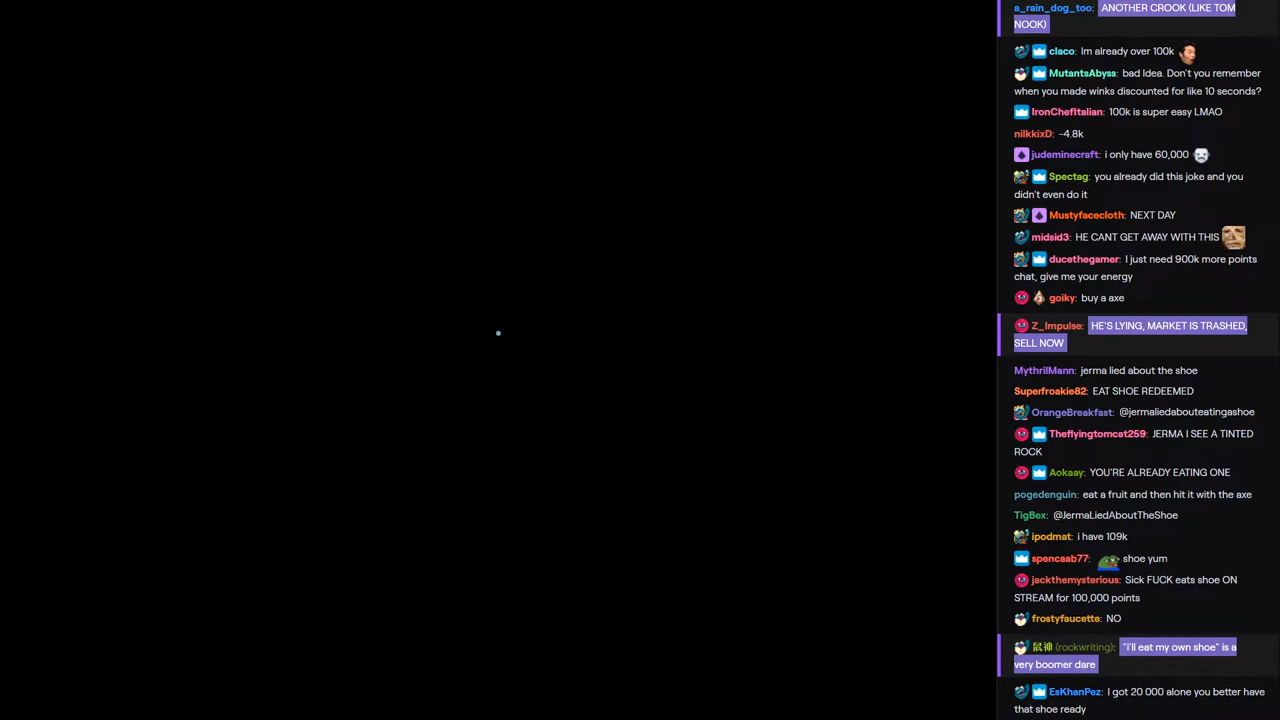 a_rain_dog_too: ANOTHER CROOK (LIKE TOM
NOOK)
claco: Im already over 100k
MutantsAbyss: bad Idea. Don't you remember
when you made winks discounted for like 10 seconds?
IronChefItalian: 100k is super easy LMAO
nilkkixD: -4.8k
judeminecraft: i only have 60,000
Spectag: you already did this joke and you
didn't even do it
Mustyfacecloth: NEXT DAY
midsid3: HE CANT GET AWAY WITH THIS
ducethegamer: I just need 900k more points
chat, give me your energy
goiky: buy a axe
Z_Impulse: HE'S LYING, MARKET IS TRASHED,
SELL NOW
MythrilMann: jerma lied about the shoe
Superfroakie82: EAT SHOE REDEEMED
OrangeBreakfast: @jermaliedabouteatingashoe
Theflyingtomcat259: JERMA I SEE A TINTED
ROCK
Aokaay: YOU'RE ALREADY EATING ONE
pogedenguin: eat a fruit and then hit it with the axe
TigBex: @JermaLiedAboutTheShoe
ipodmat: i have 109k
spencaab77: shoe yum
jackthemysterious: Sick FUCK eats shoe ON
STREAM for 100,000 points
frostyfaucette: NO
鼠神 (rockwriting): "i'll eat my own shoe" is a
very boomer dare
EsKhanPez: I got 20 000 alone you better have
that shoe ready